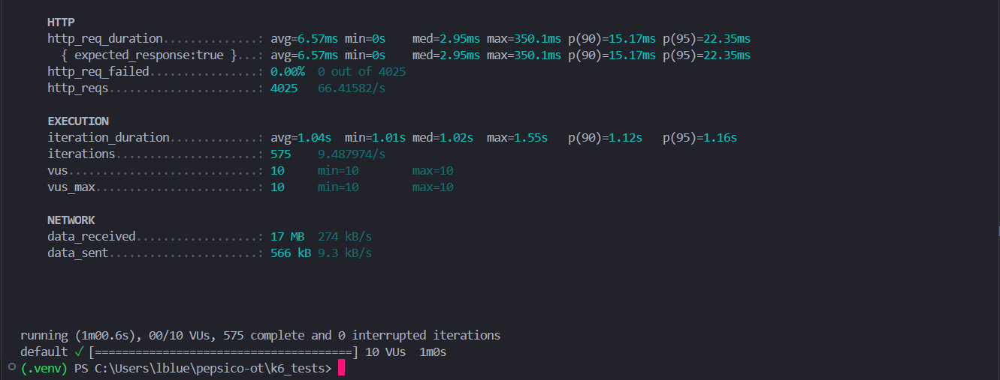 HTTP
http_req_duration..............: avg=6.57ms min=0s    med=2.95ms max=350.1ms p(90)=15.17ms p(95)=22.35ms
  { expected_response:true }...: avg=6.57ms min=0s    med=2.95ms max=350.1ms p(90)=15.17ms p(95)=22.35ms
http_req_failed................: 0.00%  0 out of 4025
http_reqs......................: 4025   66.41582/s
EXECUTION
iteration_duration.............: avg=1.04s  min=1.01s med=1.02s  max=1.55s   p(90)=1.12s   p(95)=1.16s
iterations.....................: 575    9.487974/s
vus............................: 10     min=10        max=10
vus_max........................: 10     min=10        max=10
NETWORK
data_received..................: 17 MB  274 kB/s
data_sent......................: 566 kB 9.3 kB/s
running (1m00.6s), 00/10 VUs, 575 complete and 0 interrupted iterations
default ✓ [======================================] 10 VUs  1m0s
(.venv) PS C:\Users\lblue\pepsico-ot\k6_tests>